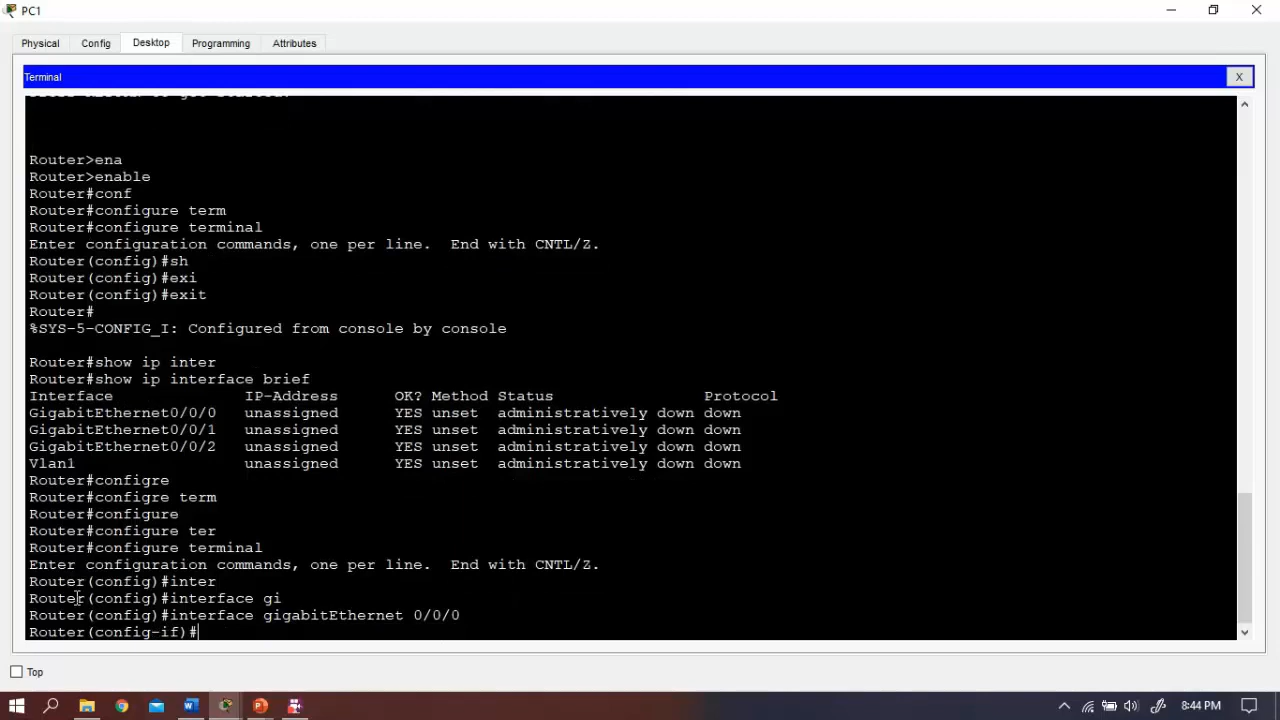 PC1
Physical Config Desktop Programming Attributes
Terminal X
Router>ena
Router>enable
Router#conf
Router#configure term
Router#configure terminal
Enter configuration commands, one per line.  End with CNTL/Z.
Router(config)#sh
Router(config)#exi
Router(config)#exit
Router#
%SYS-5-CONFIG_I: Configured from console by console
Router#show ip inter
Router#show ip interface brief
Interface IP-Address OK? Method Status Protocol
GigabitEthernet0/0/0 unassigned YES unset administratively down down
GigabitEthernet0/0/1 unassigned YES unset administratively down down
GigabitEthernet0/0/2 unassigned YES unset administratively down down
Vlan1 unassigned YES unset administratively down down
Router#configre
Router#configre term
Router#configure
Router#configure ter
Router#configure terminal
Enter configuration commands, one per line.  End with CNTL/Z.
Router(config)#inter
Router(config)#interface gi
Router(config)#interface gigabitEthernet 0/0/0
Router(config-if)#
Top
8:44 PM